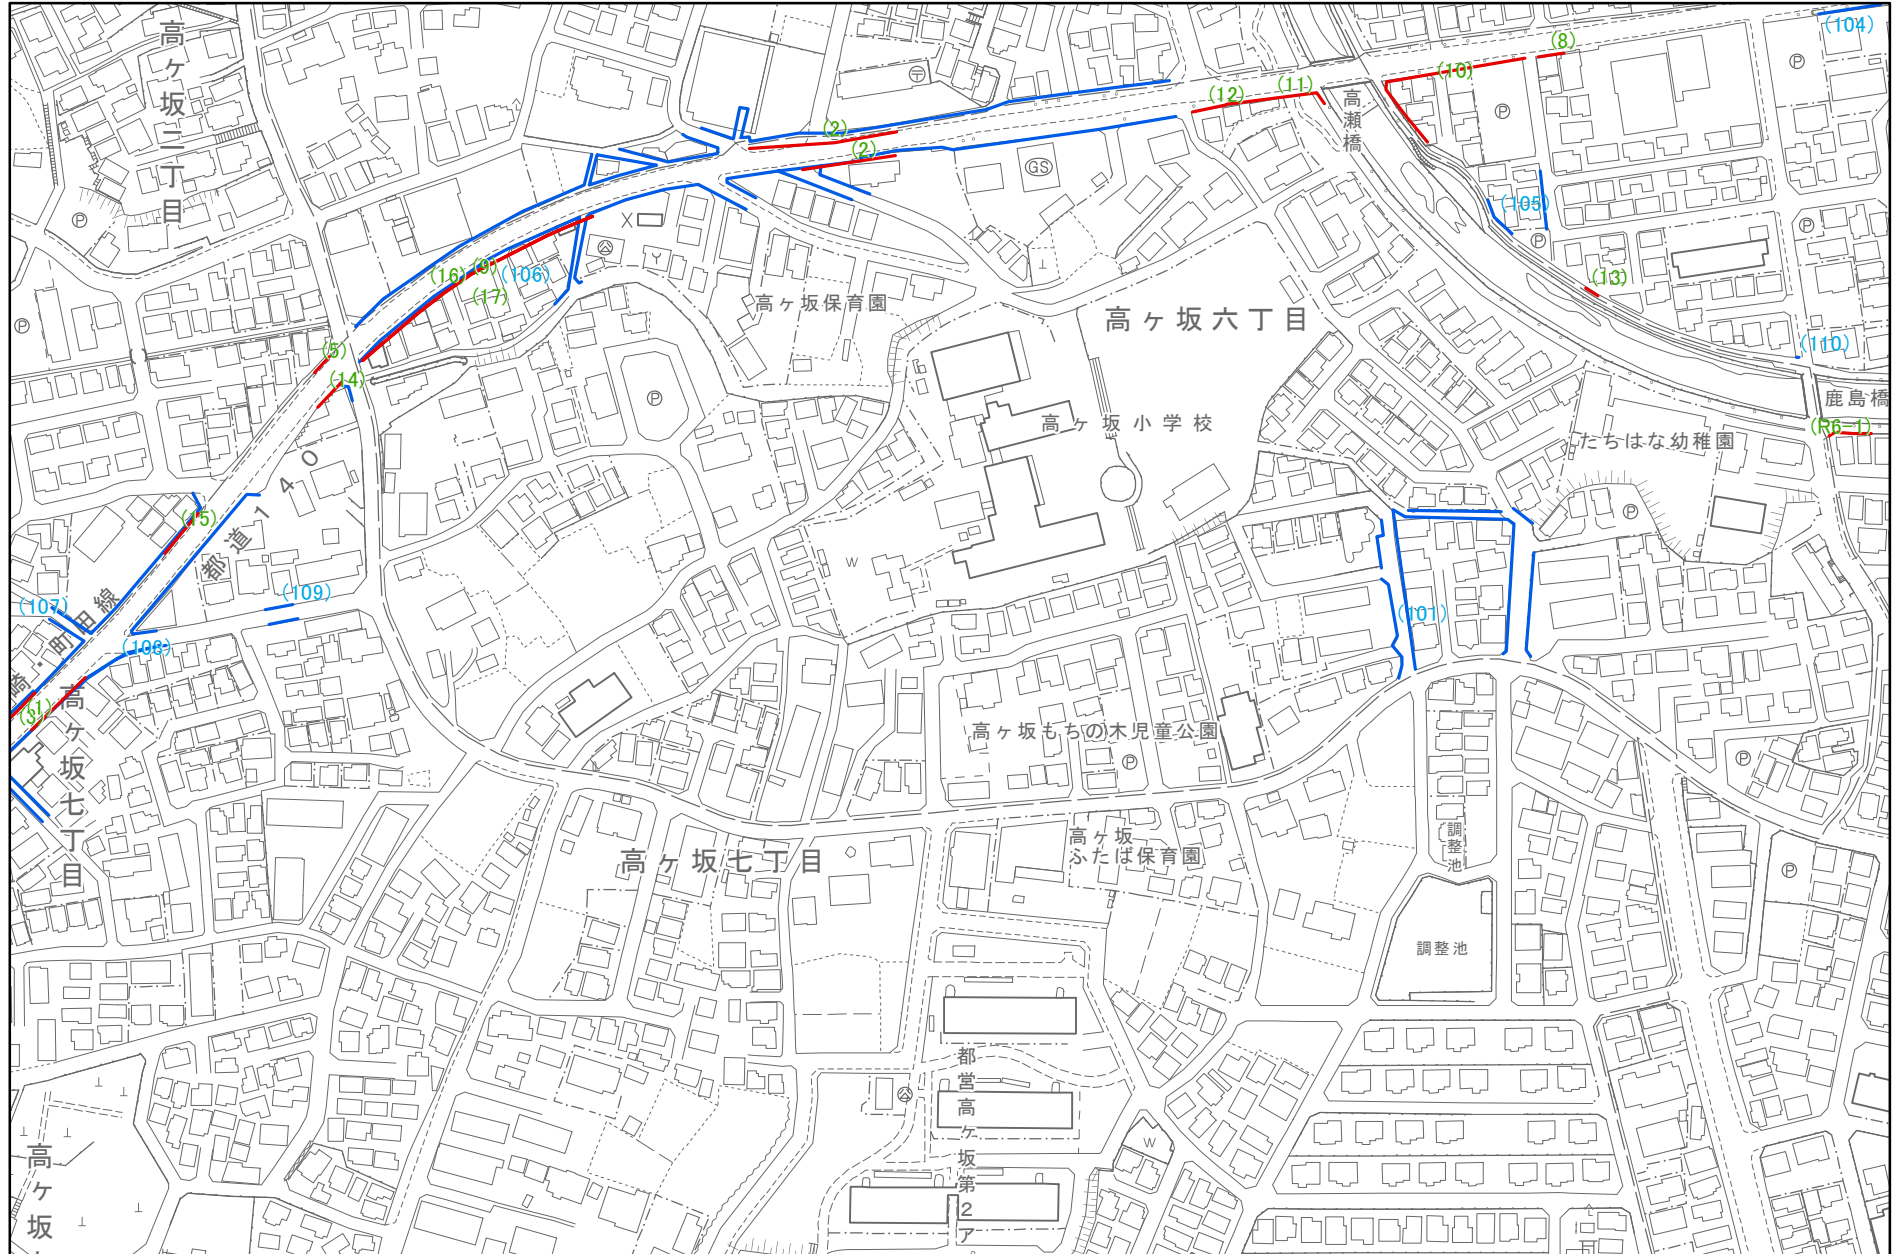 高ヶ坂二丁目
(104)
(8)
(10)
(11)
(12)
(2)
(2)
高瀬橋
GS
(105)
(13)
(16)
(9)
(106)
(17)
高ヶ坂保育園
高ヶ坂六丁目
(110)
(5)
(14)
鹿島橋
高ヶ坂小学校
(R6-1)
たちはな幼稚園
都道140
(15)
(107)
(109)
(101)
(108)
崎・町田線
(1)
(3)
高ヶ坂七丁目
高ヶ坂もちの木児童公園
高ヶ坂七丁目
高ヶ坂
ふたば保育園
調整池
調整池
都営高ヶ坂第2ア
高ヶ坂